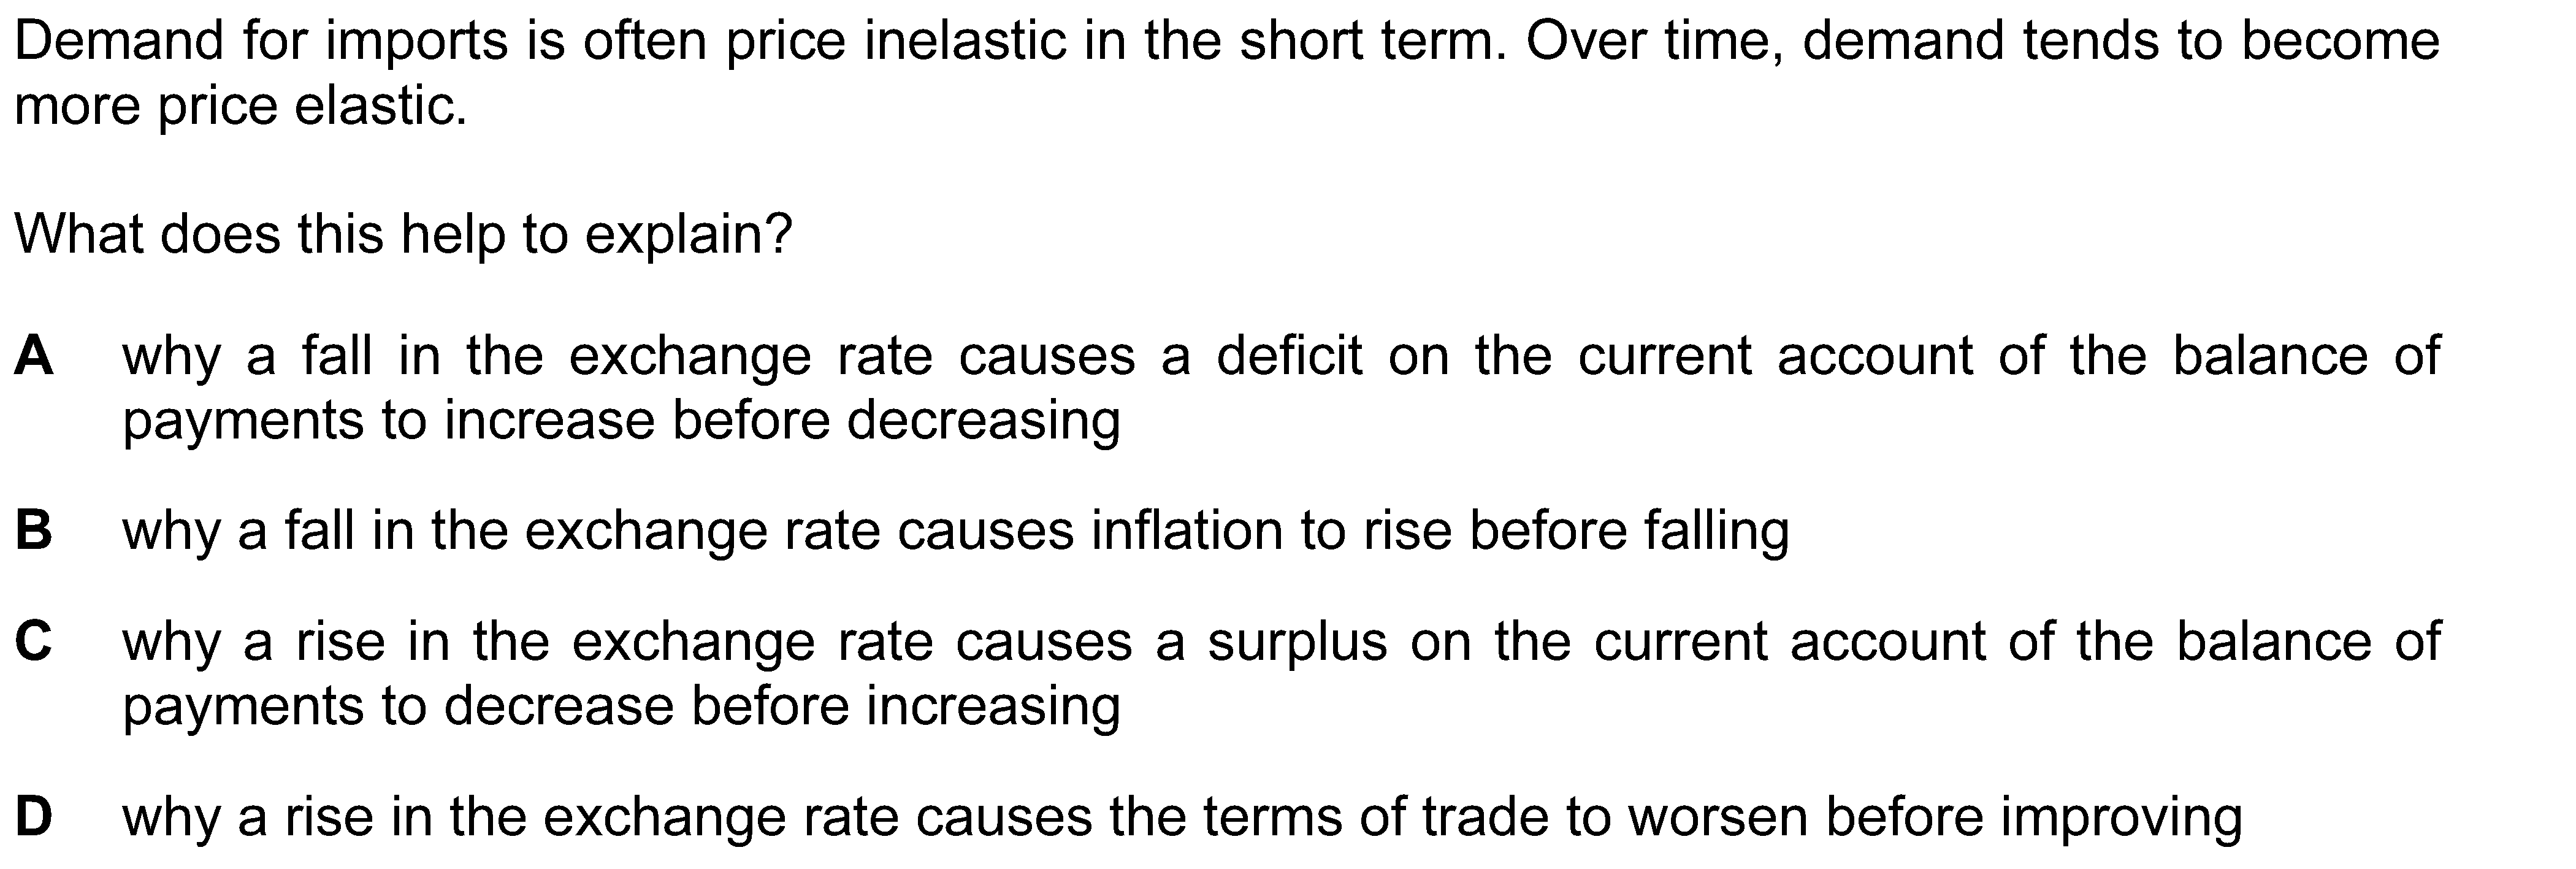 Demand for imports is often price inelastic in the short term. Over time, demand tends to become
more price elastic.
What does this help to explain?
A why a fall in the exchange rate causes a deficit on the current account of the balance of
payments to increase before decreasing
B why a fall in the exchange rate causes inflation to rise before falling
C why a rise in the exchange rate causes a surplus on the current account of the balance of
payments to decrease before increasing
D why a rise in the exchange rate causes the terms of trade to worsen before improving